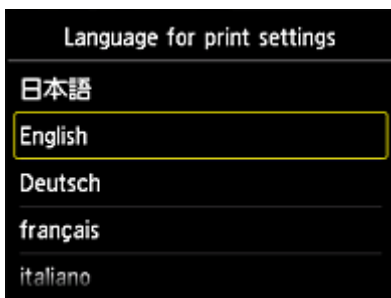 Language for print settings
日本語
English
Deutsch
français
italiano